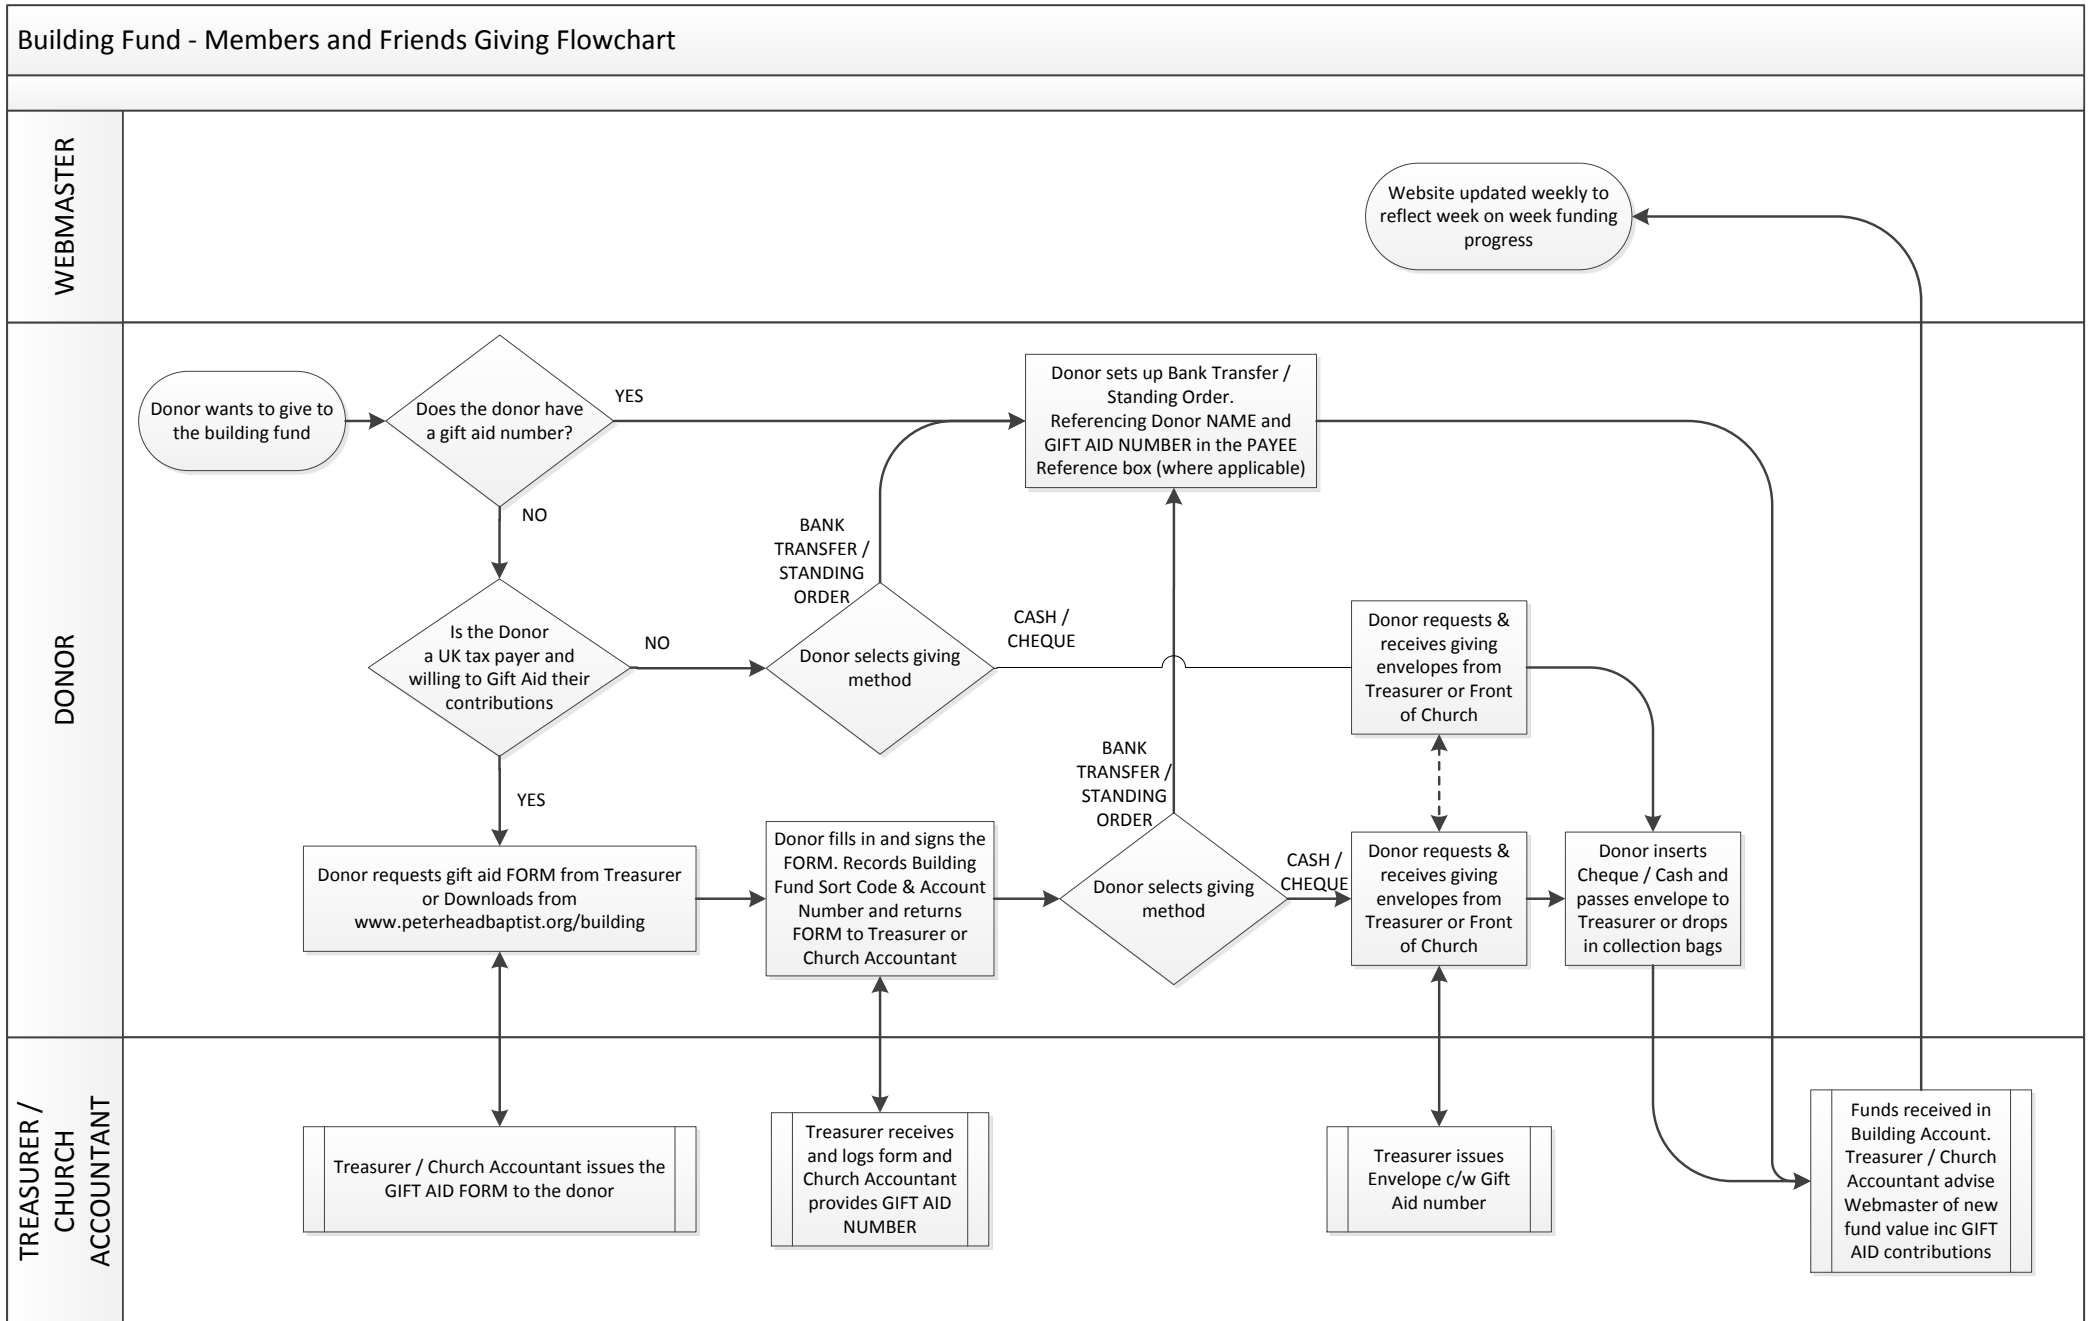 Building Fund - Members and Friends Giving Flowchart
WEBMASTER
Website updated weekly to
reflect week on week funding
progress
DONOR
Donor wants to give to
the building fund
Does the donor have
a gift aid number?
YES
NO
Donor sets up Bank Transfer /
Standing Order.
Referencing Donor NAME and
GIFT AID NUMBER in the PAYEE
Reference box (where applicable)
Is the Donor
a UK tax payer and
willing to Gift Aid their
contributions
NO
YES
BANK
TRANSFER /
STANDING
ORDER
Donor selects giving
method
CASH /
CHEQUE
Donor requests &
receives giving
envelopes from
Treasurer or Front
of Church
Donor requests gift aid FORM from Treasurer
or Downloads from
www.peterheadbaptist.org/building
Donor fills in and signs the
FORM. Records Building
Fund Sort Code & Account
Number and returns
FORM to Treasurer or
Church Accountant
BANK
TRANSFER /
STANDING
ORDER
Donor selects giving
method
CASH /
CHEQUE
Donor requests &
receives giving
envelopes from
Treasurer or Front
of Church
Donor inserts
Cheque / Cash and
passes envelope to
Treasurer or drops
in collection bags
TREASURER /
CHURCH
ACCOUNTANT
Treasurer / Church Accountant issues the
GIFT AID FORM to the donor
Treasurer receives
and logs form and
Church Accountant
provides GIFT AID
NUMBER
Treasurer issues
Envelope c/w Gift
Aid number
Funds received in
Building Account.
Treasurer / Church
Accountant advise
Webmaster of new
fund value inc GIFT
AID contributions